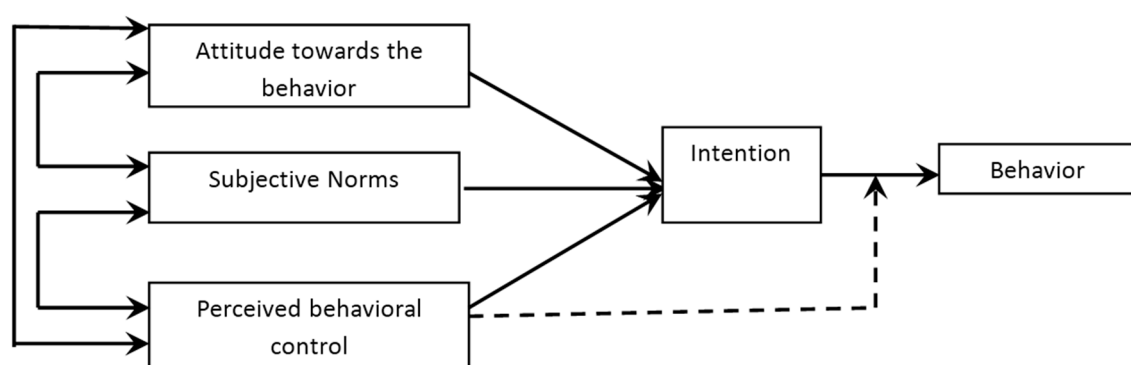 Attitude towards the
behavior
Subjective Norms
Perceived behavioral
control
Intention
Behavior